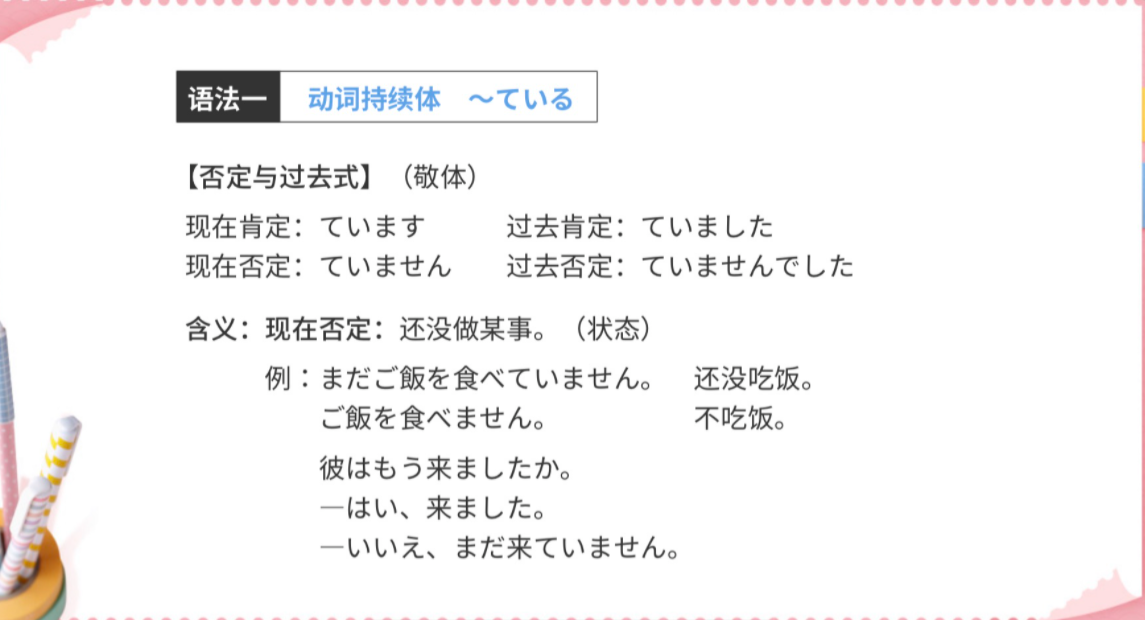 语法一 动词持续体 ～ている
【否定与过去式】（敬体）
现在肯定：ています 过去肯定：ていました
现在否定：ていません 过去否定：ていませんでした
含义：现在否定：还没做某事。（状态）
例：まだご飯を食べていません。 还没吃饭。
ご飯を食べません。 不吃饭。
彼はもう来ましたか。
—はい、来ました。
—いいえ、まだ来ていません。